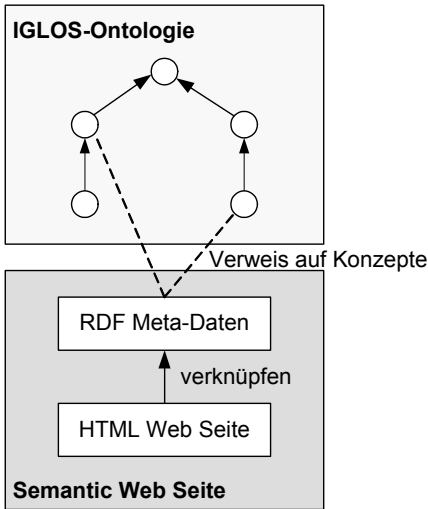 IGLOS-Ontologie
Verweis auf Konzepte
RDF Meta-Daten
verknüpfen
HTML Web Seite
Semantic Web Seite